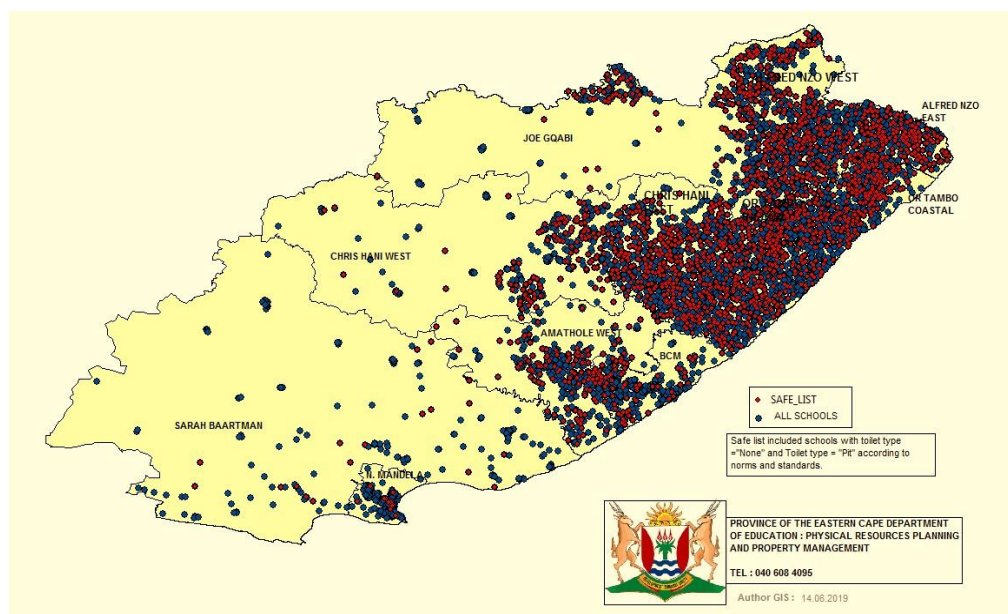 ALFRED NZO WEST
ALFRED NZO
EAST
JOE GQABI
CHRIS HANI
OR TAMBO
COASTAL
CHRIS HANI WEST
AMATHOLE WEST
BCM
SARAH BAARTMAN
N. MANDELA
SAFE_LIST
ALL SCHOOLS
Safe list included schools with toilet type
="None" and Toilet type = "Pit" according to
norms and standards.
PROVINCE OF THE EASTERN CAPE DEPARTMENT
OF EDUCATION : PHYSICAL RESOURCES PLANNING
AND PROPERTY MANAGEMENT
TEL : 040 608 4095
Author GIS : 14.06.2019